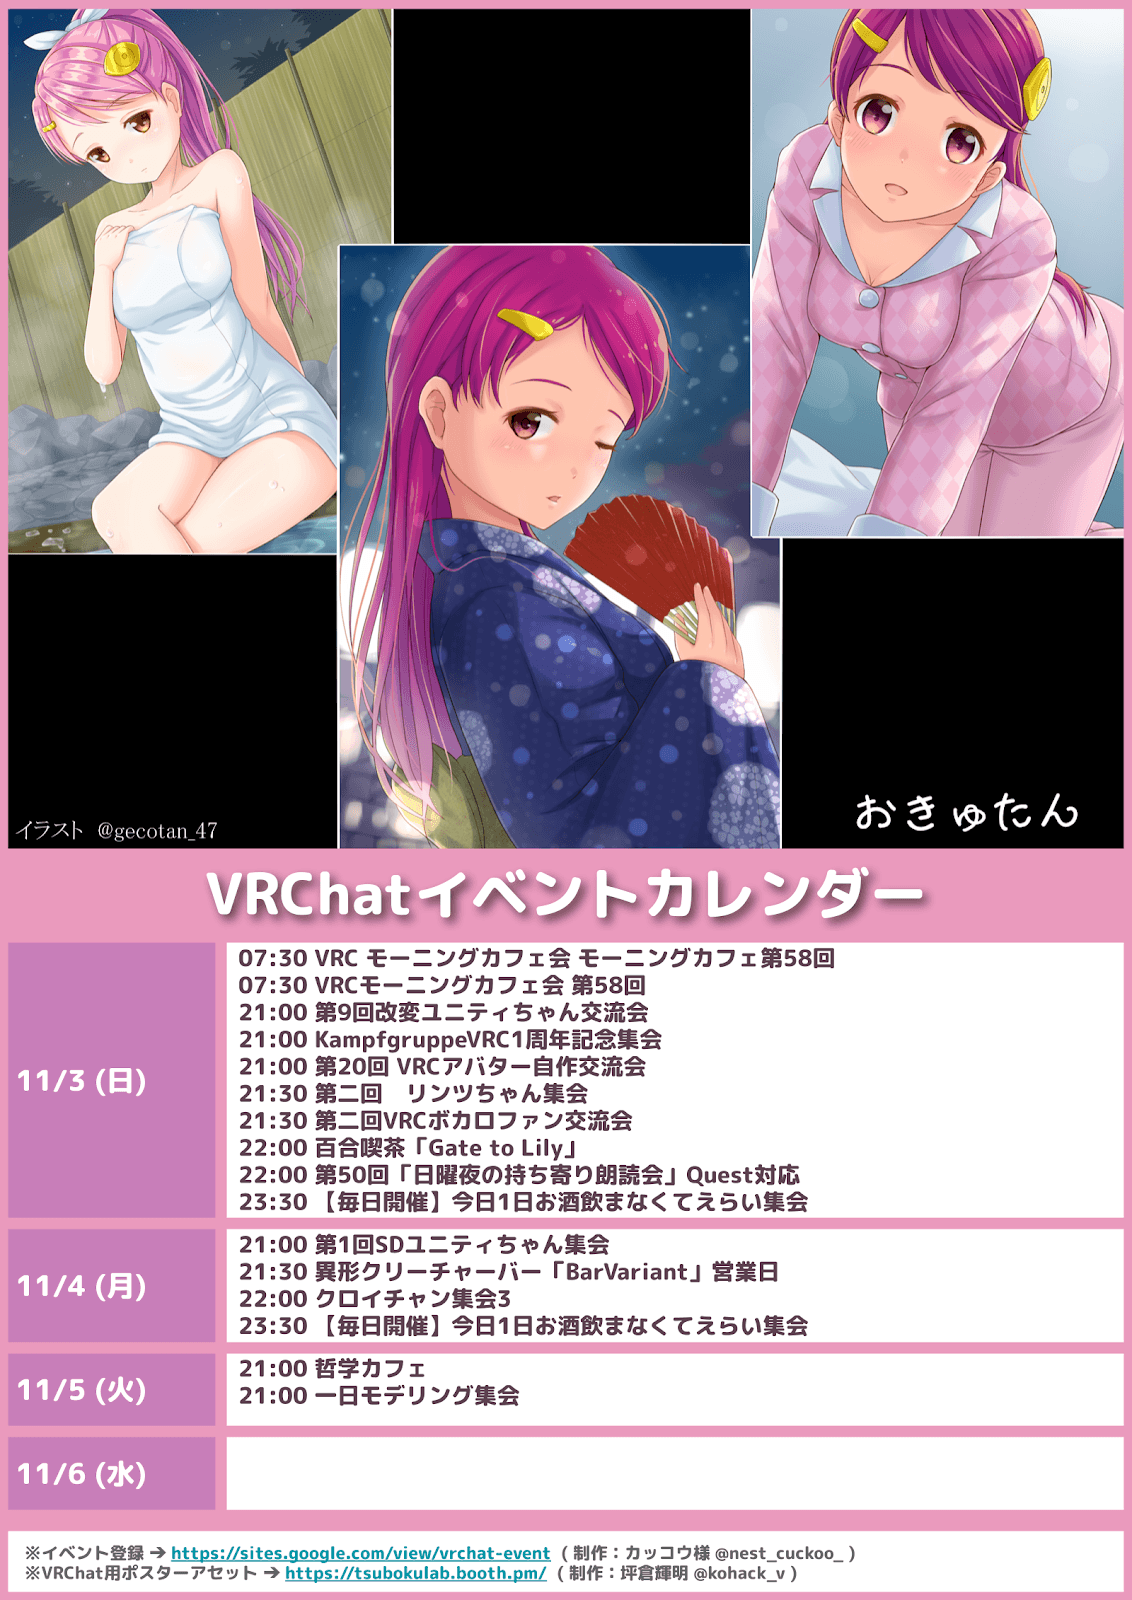 イラスト @gecotan_47
おきゅたん
VRChatイベントカレンダー
11/3 (日)
07:30 VRC モーニングカフェ会 モーニングカフェ第58回
07:30 VRCモーニングカフェ会 第58回
21:00 第9回改変ユニティちゃん交流会
21:00 KampfgruppeVRC1周年記念集会
21:00 第20回 VRCアバター自作交流会
21:30 第二回　リンツちゃん集会
21:30 第二回VRCボカロファン交流会
22:00 百合喫茶「Gate to Lily」
22:00 第50回「日曜夜の持ち寄り朗読会」Quest対応
23:30 【毎日開催】今日1日お酒飲まなくてえらい集会
11/4 (月)
21:00 第1回SDユニティちゃん集会
21:30 異形クリーチャーバー「BarVariant」営業日
22:00 クロイチャン集会3
23:30 【毎日開催】今日1日お酒飲まなくてえらい集会
11/5 (火)
21:00 哲学カフェ
21:00 一日モデリング集会
11/6 (水)
※イベント登録 → https://sites.google.com/view/vrchat-event ( 制作：カッコウ様 @nest_cuckoo_ )
※VRChat用ポスターアセット → https://tsubokulab.booth.pm/ ( 制作：坪倉輝明 @kohack_v )